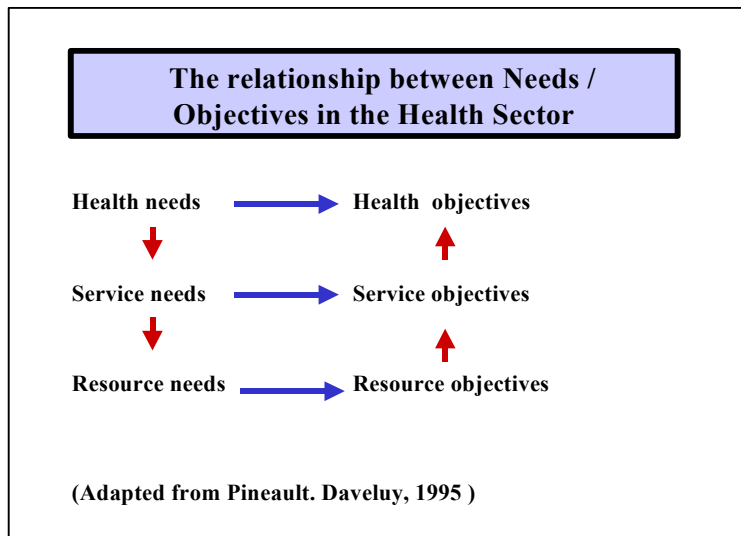 The relationship between Needs /
Objectives in the Health Sector
Health needs Health objectives
Service needs Service objectives
Resource needs Resource objectives
(Adapted from Pineault. Daveluy, 1995 )